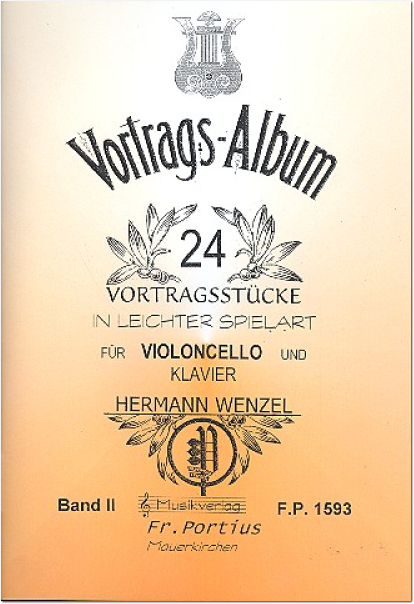 Vortrags-Album
24
VORTRAGSSTÜCKE
IN LEICHTER SPIELART
FÜR VIOLONCELLO UND
KLAVIER
HERMANN WENZEL
Band II Musikverlag F.P. 1593
Fr. Portius
Mauerkirchen